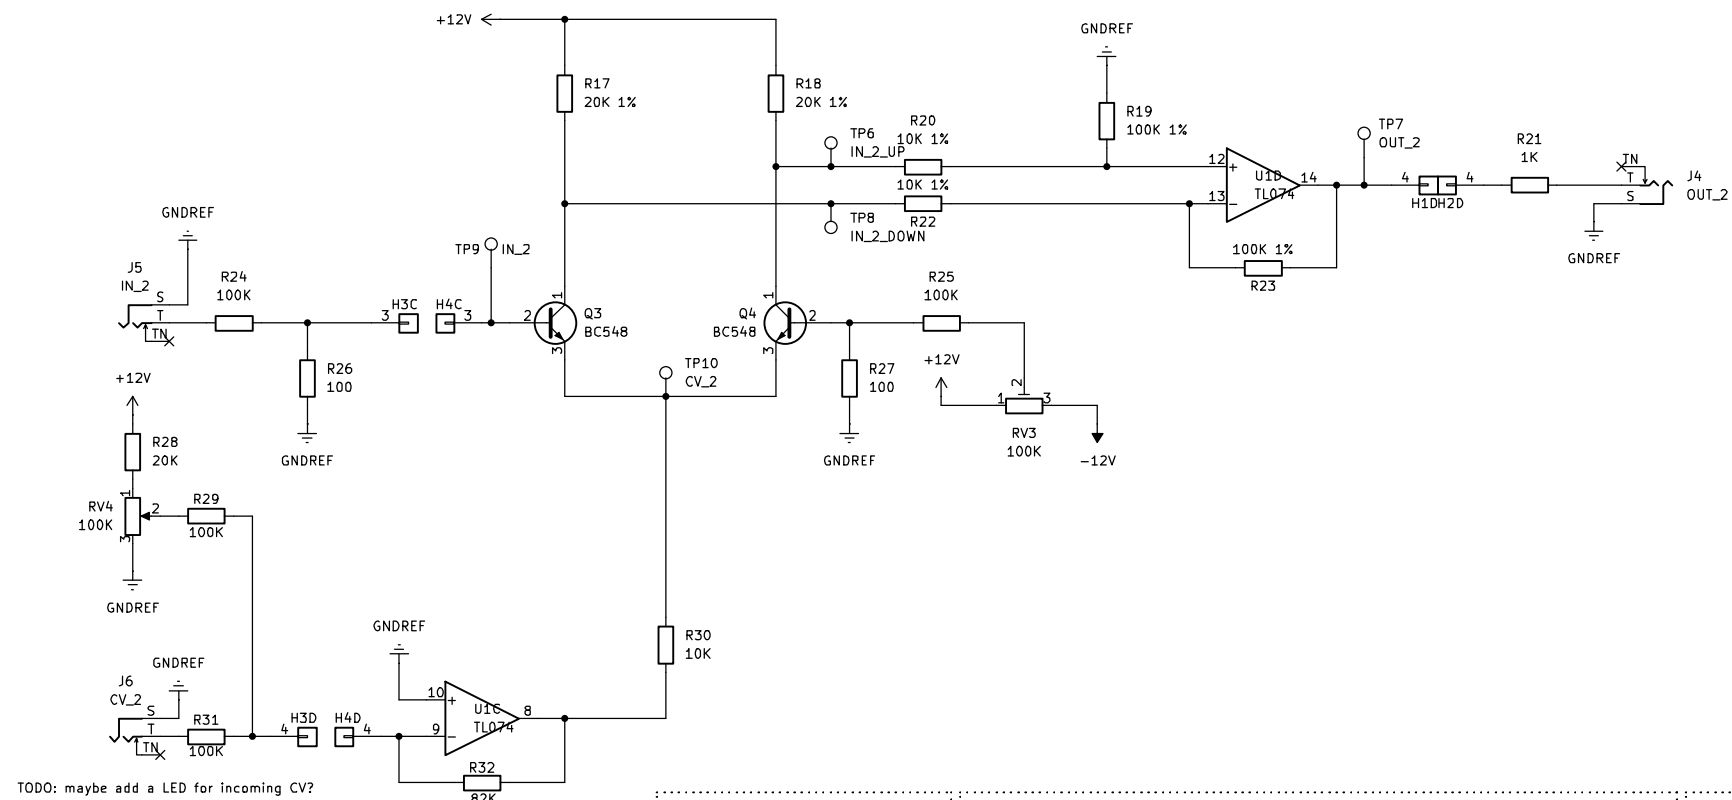 +12V
GNDREF
R17
20K 1%
R18
20K 1%
R19
100K 1%
R20
10K 1%
TP6
IN_2_UP
10K 1%
R22
TP8
IN_2_DOWN
12
+
13
−
U1D
TL074
14
TP7
OUT_2
100K 1%
R23
4
H1D
H2D
4
R21
1K
TN
T
S
J4
OUT_2
GNDREF
GNDREF
J5
IN_2
S
T
TN
R24
100K
R26
100
GNDREF
3
H3C
H4C
3
TP9
IN_2
1
2
3
Q3
BC548
TP10
CV_2
1
2
3
Q4
BC548
R25
100K
R27
100
GNDREF
+12V
1
2
3
RV3
100K
−12V
+12V
R28
20K
RV4
100K
1
2
3
R29
100K
GNDREF
GNDREF
J6
CV_2
S
T
TN
R31
100K
4
H3D
H4D
4
GNDREF
10
+
9
−
U1C
TL074
8
R30
10K
R32
82K
TODO: maybe add a LED for incoming CV?